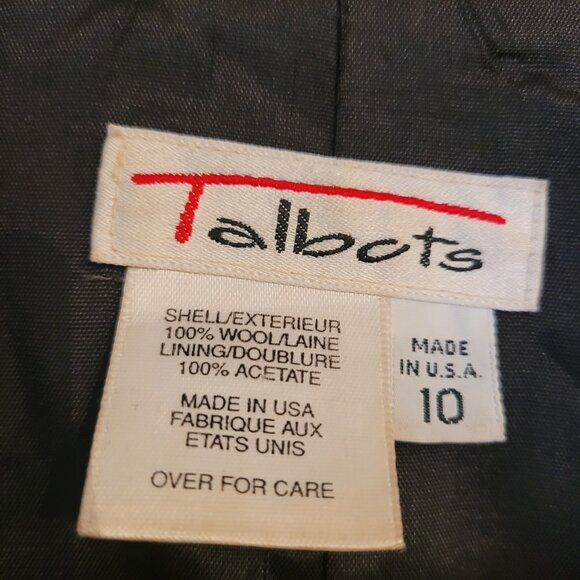 Talbots
SHELL/EXTERIEUR
100% WOOL/LAINE
LINING/DOUBLURE
100% ACETATE
MADE IN USA
FABRIQUE AUX
ETATS UNIS
OVER FOR CARE
MADE
IN U.S.A.
10